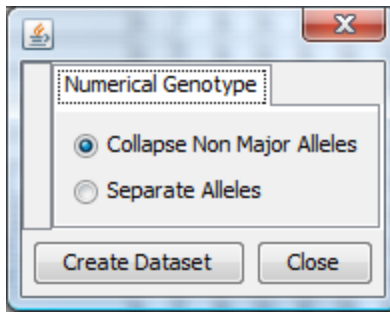 Numerical Genotype
Collapse Non Major Alleles
Separate Alleles
Create Dataset
Close